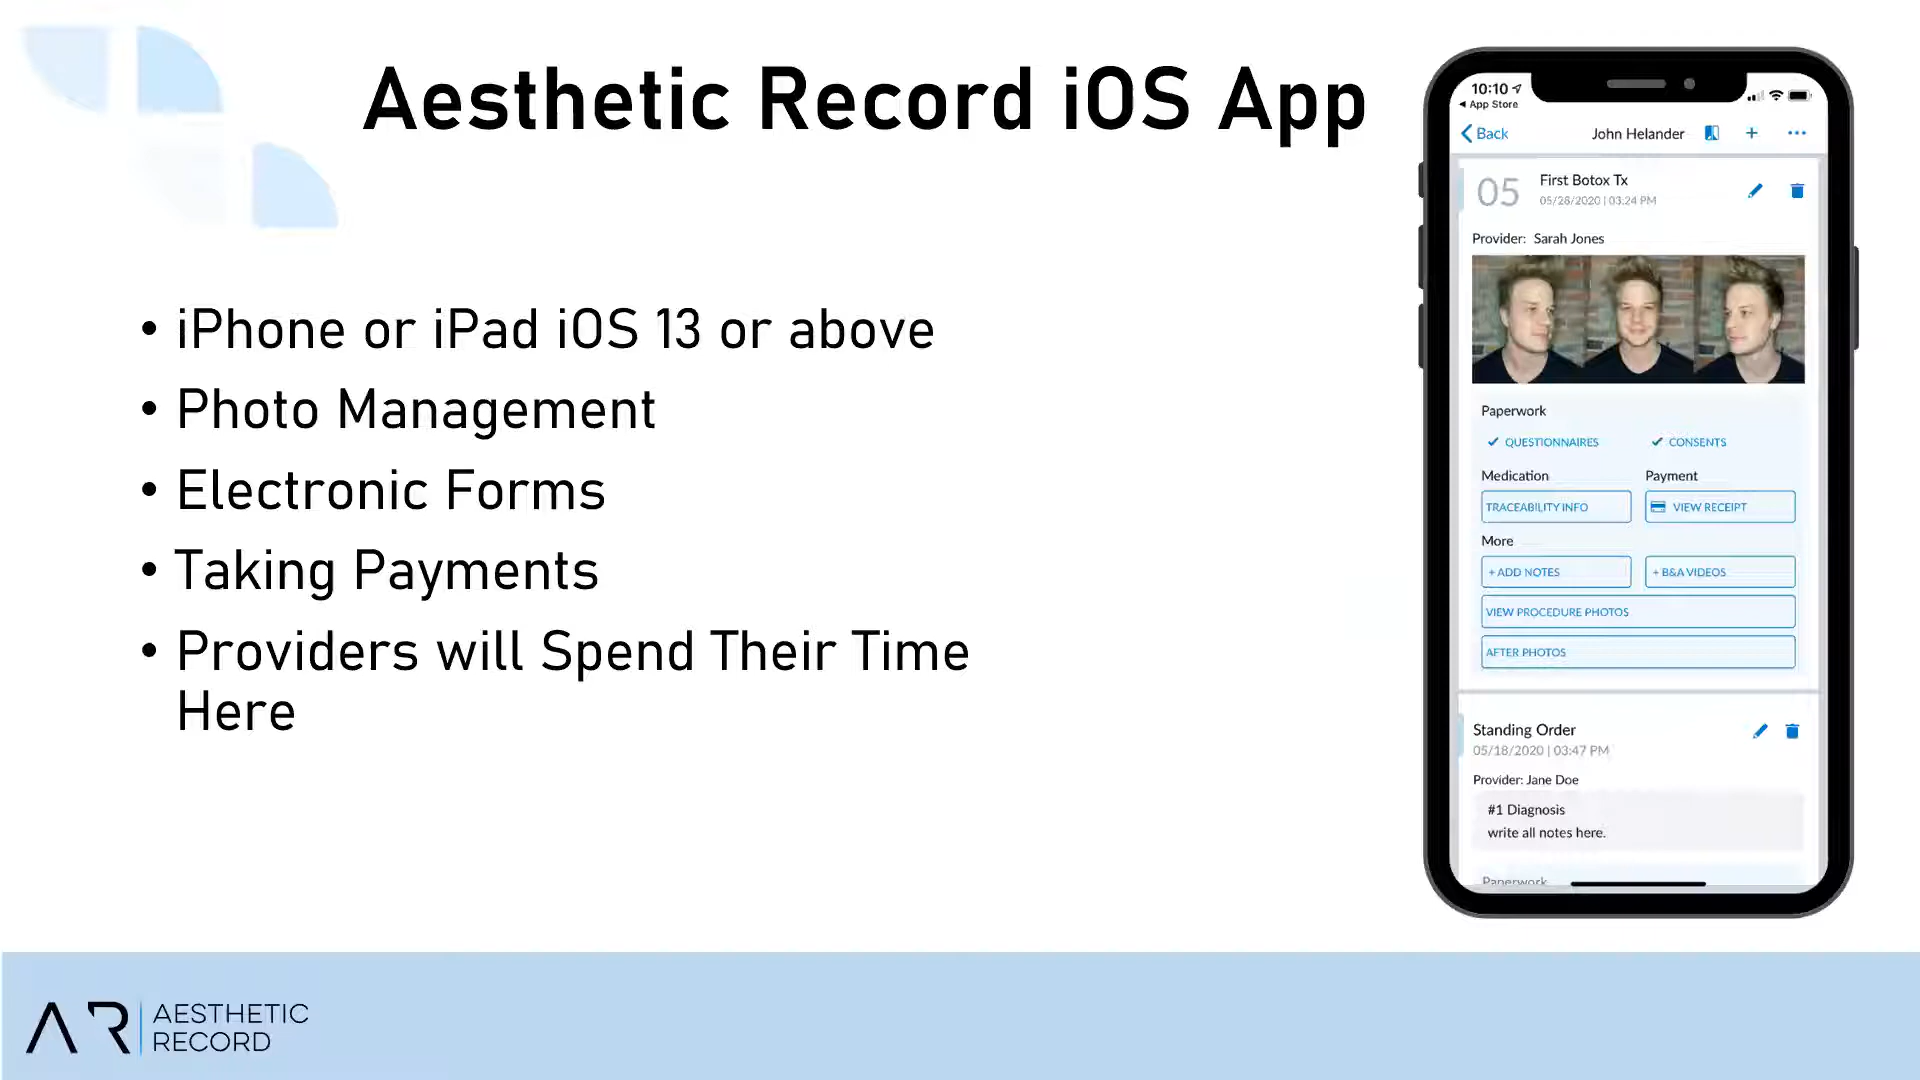 Aesthetic Record iOS App
• iPhone or iPad iOS 13 or above
• Photo Management
• Electronic Forms
• Taking Payments
• Providers will Spend Their Time
Here
10:10
App Store
Back
John Helander
05
First Botox Tx
05/28/2020 | 03:24 PM
Provider: Sarah Jones
Paperwork
QUESTIONNAIRES
CONSENTS
Medication
Payment
TRACEABILITY INFO
VIEW RECEIPT
More
+ ADD NOTES
+ B&A VIDEOS
VIEW PROCEDURE PHOTOS
AFTER PHOTOS
Standing Order
05/18/2020 | 03:47 PM
Provider: Jane Doe
#1 Diagnosis
write all notes here.
Paperwork
AR
AESTHETIC
RECORD